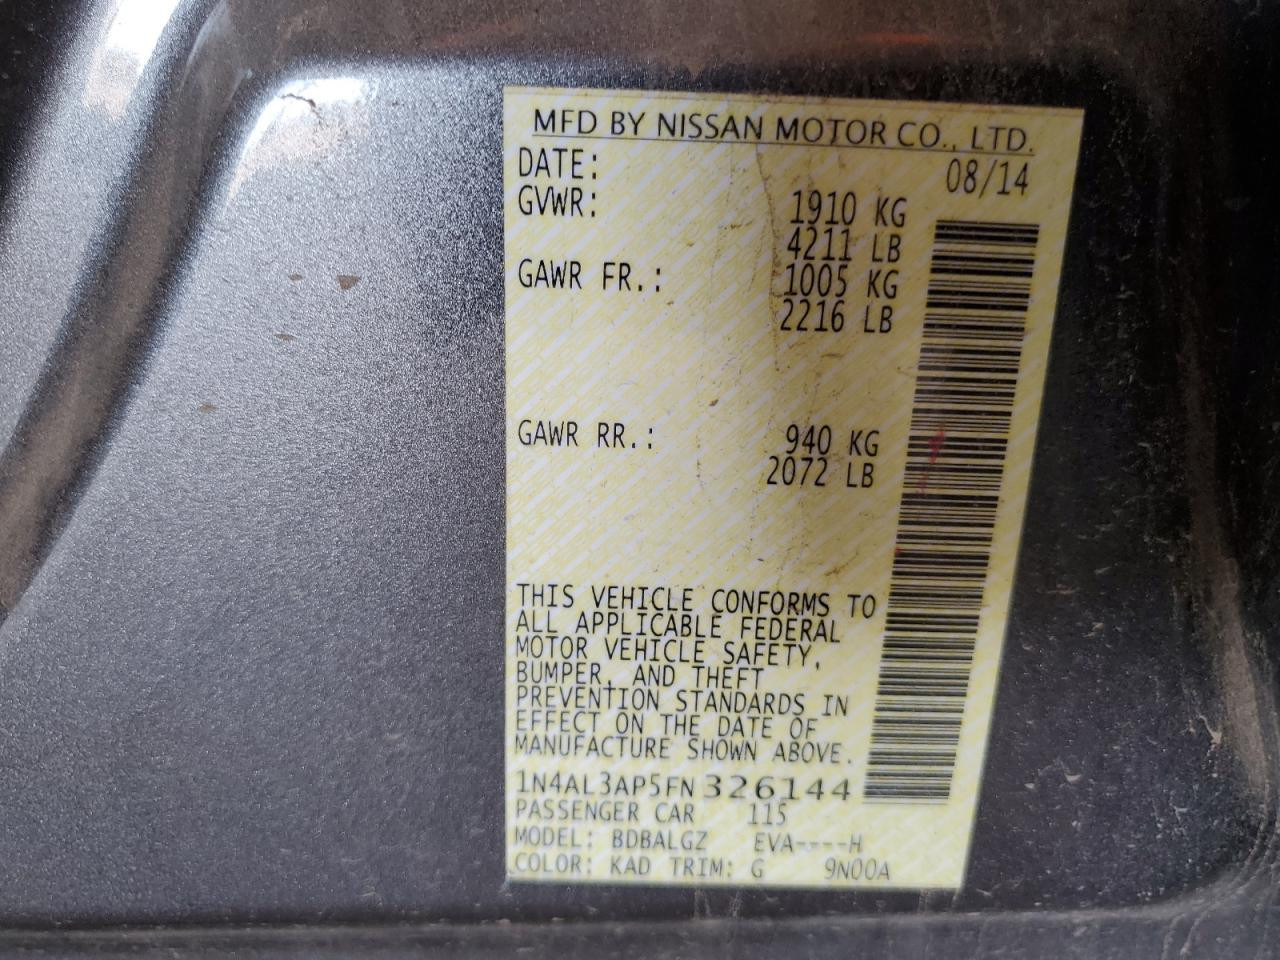 MFD BY NISSAN MOTOR CO., LTD.
DATE: 08/14
GVWR: 1910 KG
4211 LB
GAWR FR.: 1005 KG
2216 LB
GAWR RR.: 940 KG
2072 LB
THIS VEHICLE CONFORMS TO
ALL APPLICABLE FEDERAL
MOTOR VEHICLE SAFETY,
BUMPER, AND THEFT
PREVENTION STANDARDS IN
EFFECT ON THE DATE OF
MANUFACTURE SHOWN ABOVE.
1N4AL3AP5FN326144
PASSENGER CAR 115
MODEL: BDBALGZ EVA----H
COLOR: KAD TRIM: G 9N00A